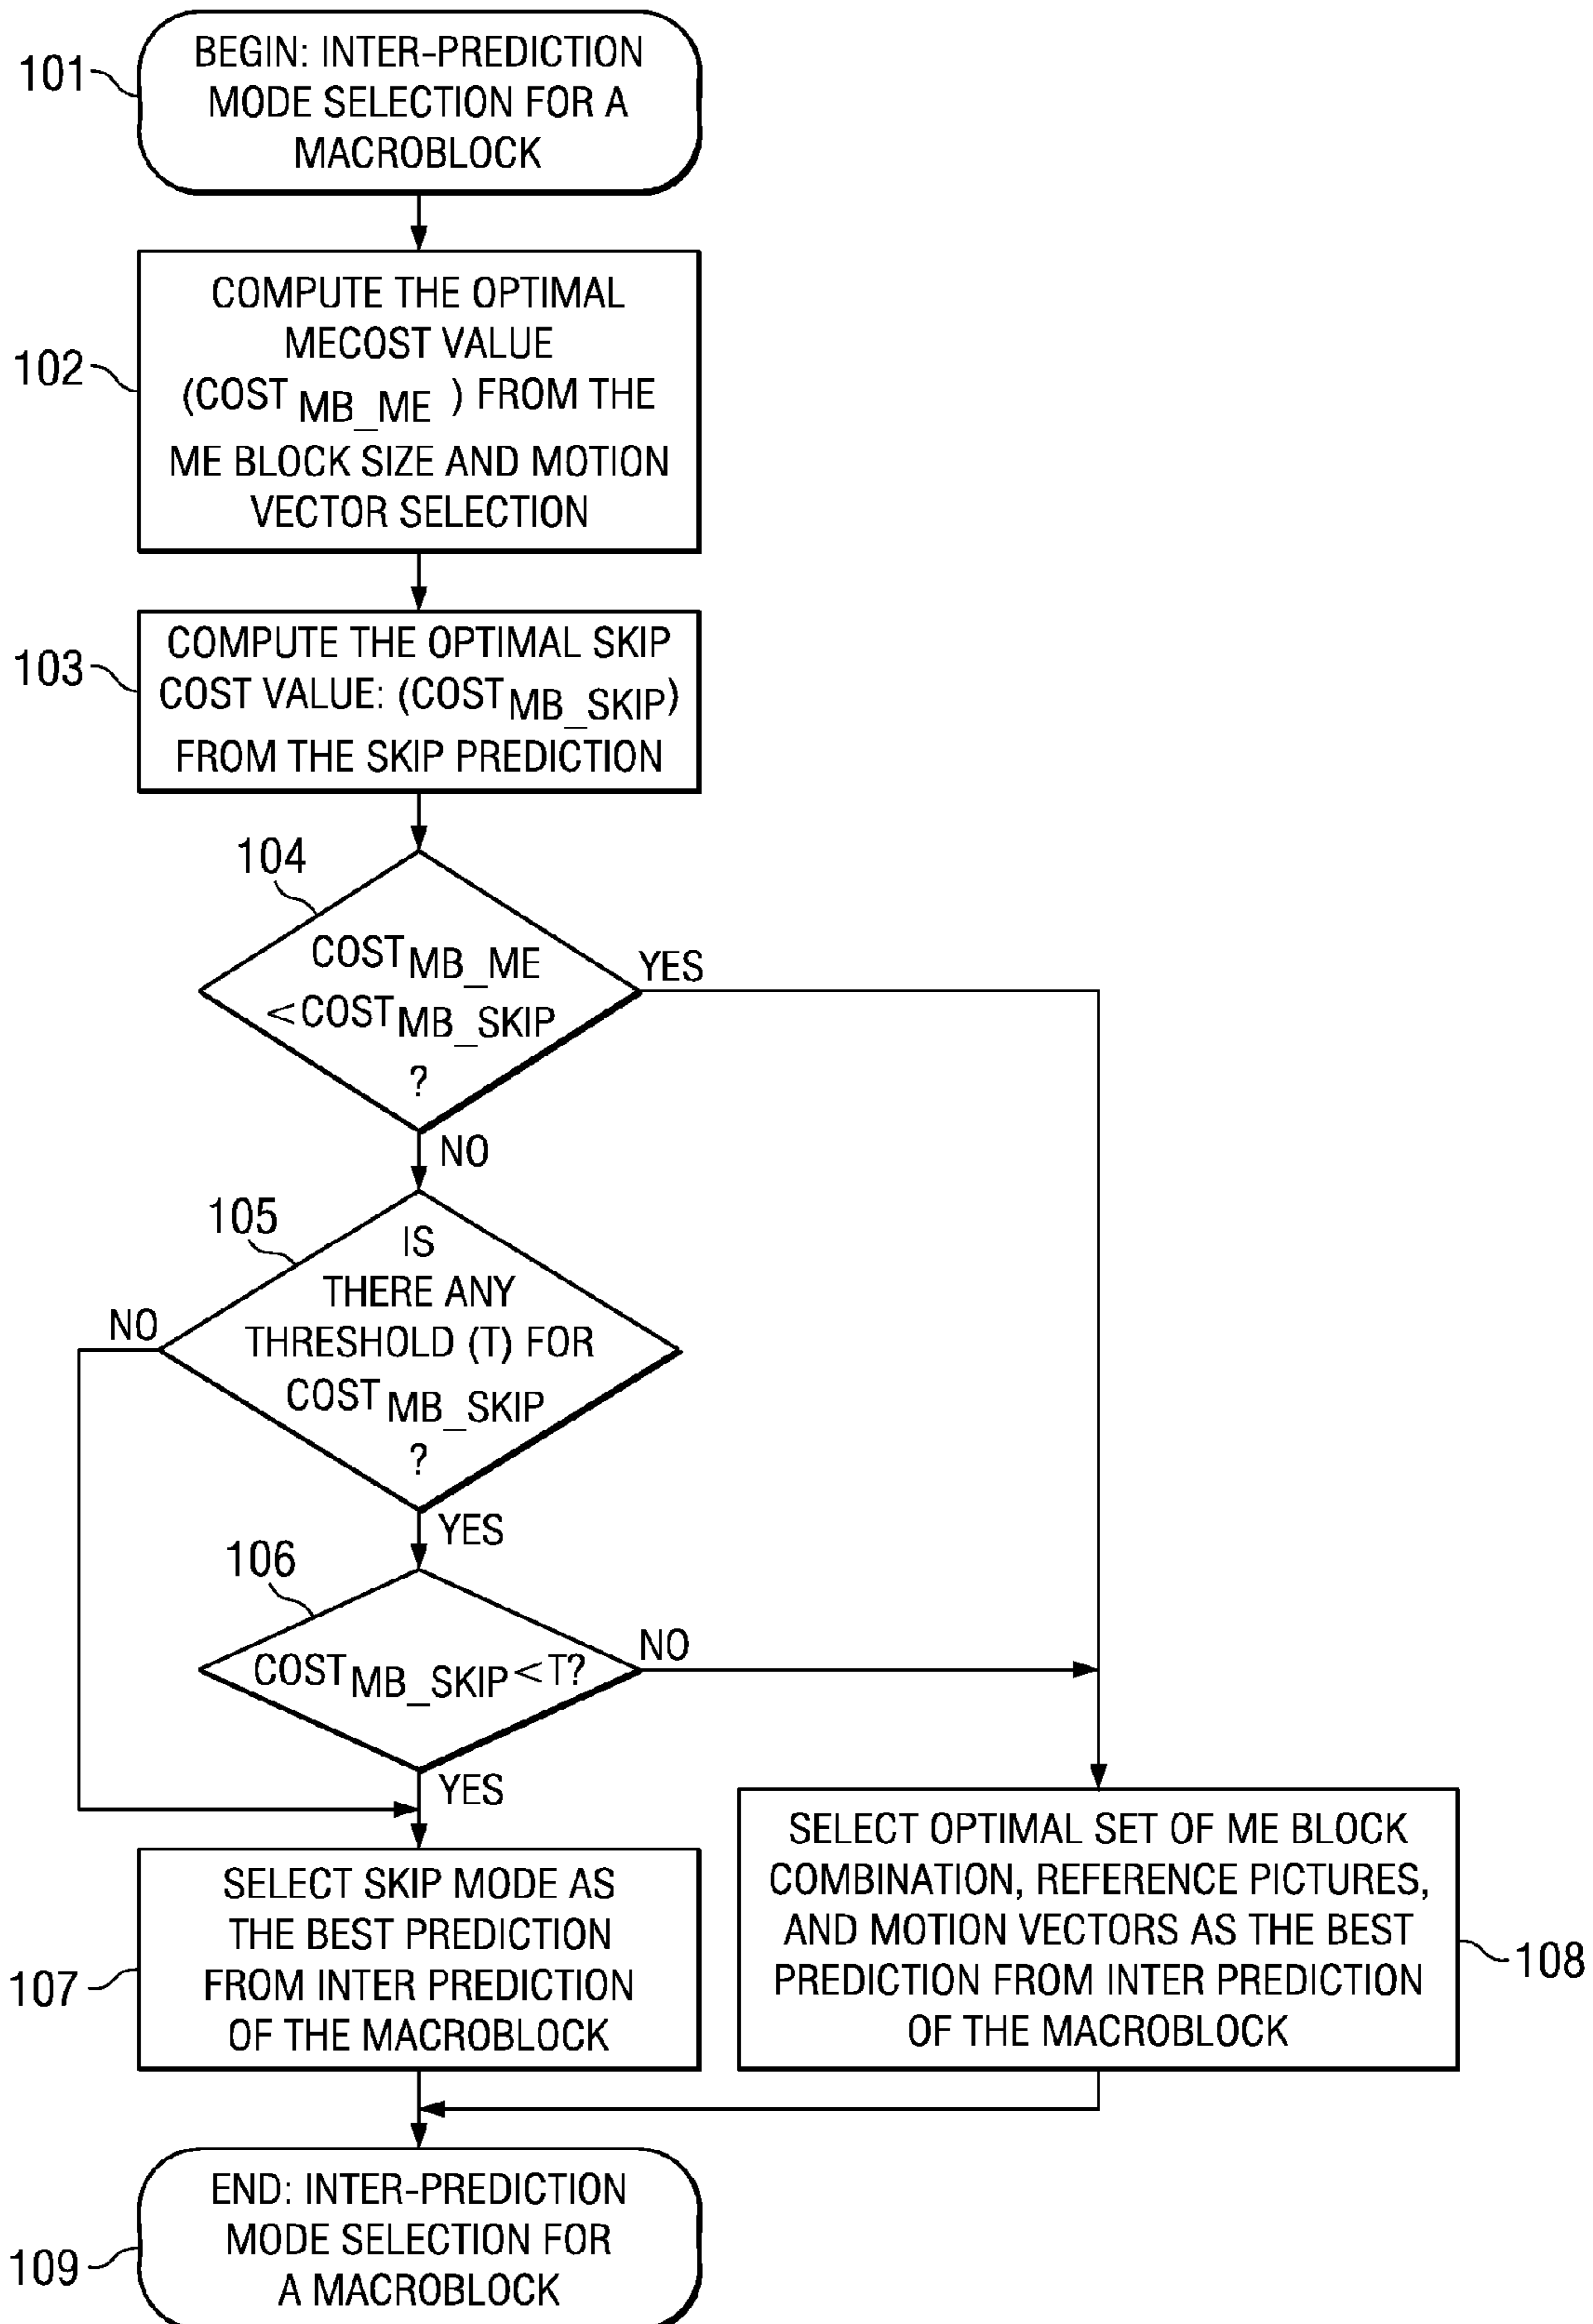 101
BEGIN: INTER-PREDICTION
MODE SELECTION FOR A
MACROBLOCK
102
COMPUTE THE OPTIMAL
MECOST VALUE
(COST MB_ME ) FROM THE
ME BLOCK SIZE AND MOTION
VECTOR SELECTION
103
COMPUTE THE OPTIMAL SKIP
COST VALUE: (COST MB_SKIP)
FROM THE SKIP PREDICTION
104
COST MB_ME
<COST MB_SKIP
?
YES
NO
105
IS
THERE ANY
THRESHOLD (T) FOR
COST MB_SKIP
?
NO
YES
106
COST MB_SKIP <T?
NO
YES
107
SELECT SKIP MODE AS
THE BEST PREDICTION
FROM INTER PREDICTION
OF THE MACROBLOCK
SELECT OPTIMAL SET OF ME BLOCK
COMBINATION, REFERENCE PICTURES,
AND MOTION VECTORS AS THE BEST
PREDICTION FROM INTER PREDICTION
OF THE MACROBLOCK
108
109
END: INTER-PREDICTION
MODE SELECTION FOR
A MACROBLOCK